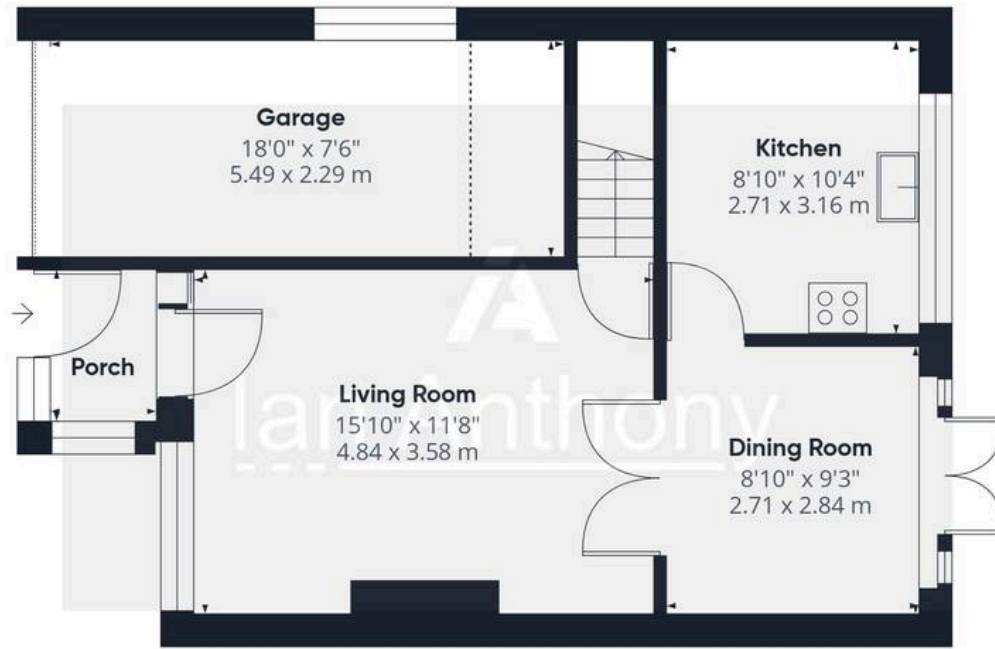 Garage
18'0" x 7'6"
5.49 x 2.29 m
Kitchen
8'10" x 10'4"
2.71 x 3.16 m
Porch
Living Room
15'10" x 11'8"
4.84 x 3.58 m
Ian Anthony
Dining Room
8'10" x 9'3"
2.71 x 2.84 m